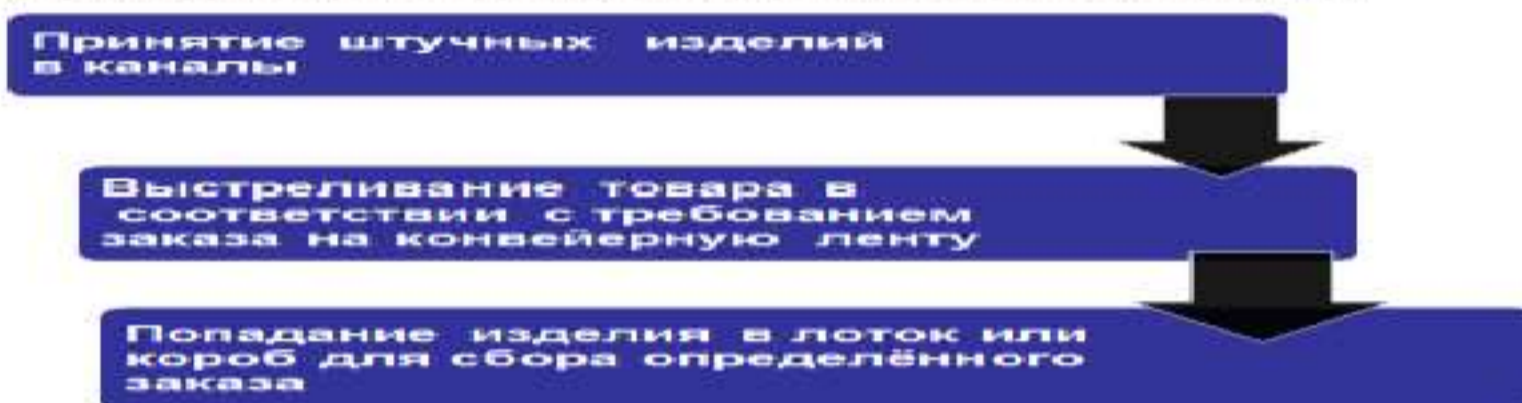 Принятие штучных изделий
в каналы
Выстреливание товара в
соответствии с требованием
заказа на конвейерную ленту
Попадание изделия в лоток или
короб для сбора определённого
заказа